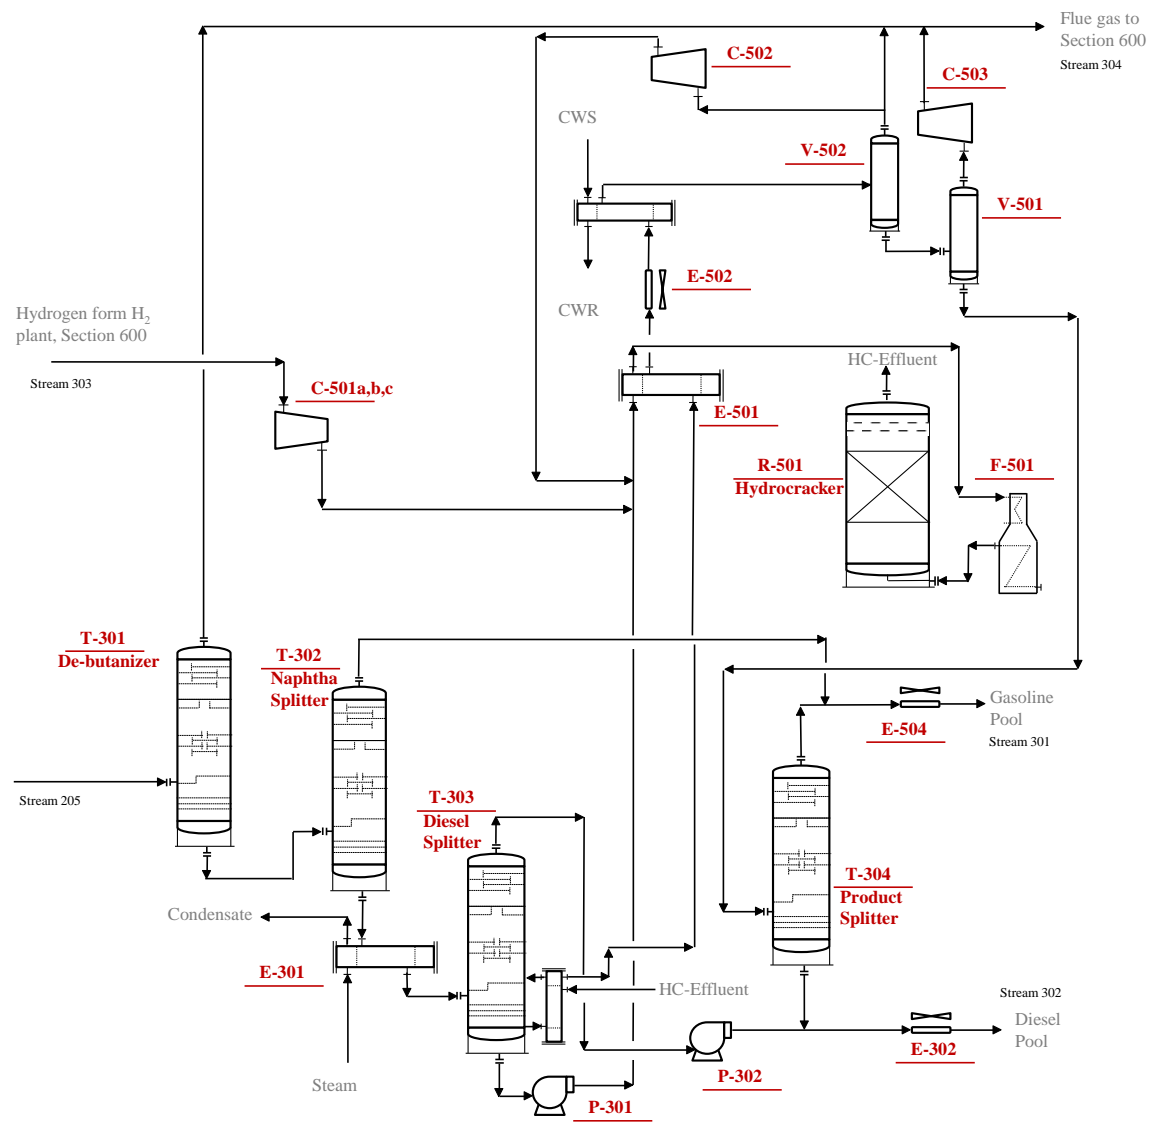 Flue gas to
Section 600
Stream 304
C-502
C-503
CWS
V-502
V-501
E-502
CWR
Hydrogen form H2
plant, Section 600
Stream 303
C-501a,b,c
HC-Effluent
E-501
R-501
Hydrocracker
F-501
T-301
De-butanizer
T-302
Naphtha
Splitter
Gasoline
Pool
Stream 301
E-504
Stream 205
T-303
Diesel
Splitter
T-304
Product
Splitter
Condensate
E-301
HC-Effluent
Stream 302
Diesel
Pool
E-302
Steam
P-302
P-301